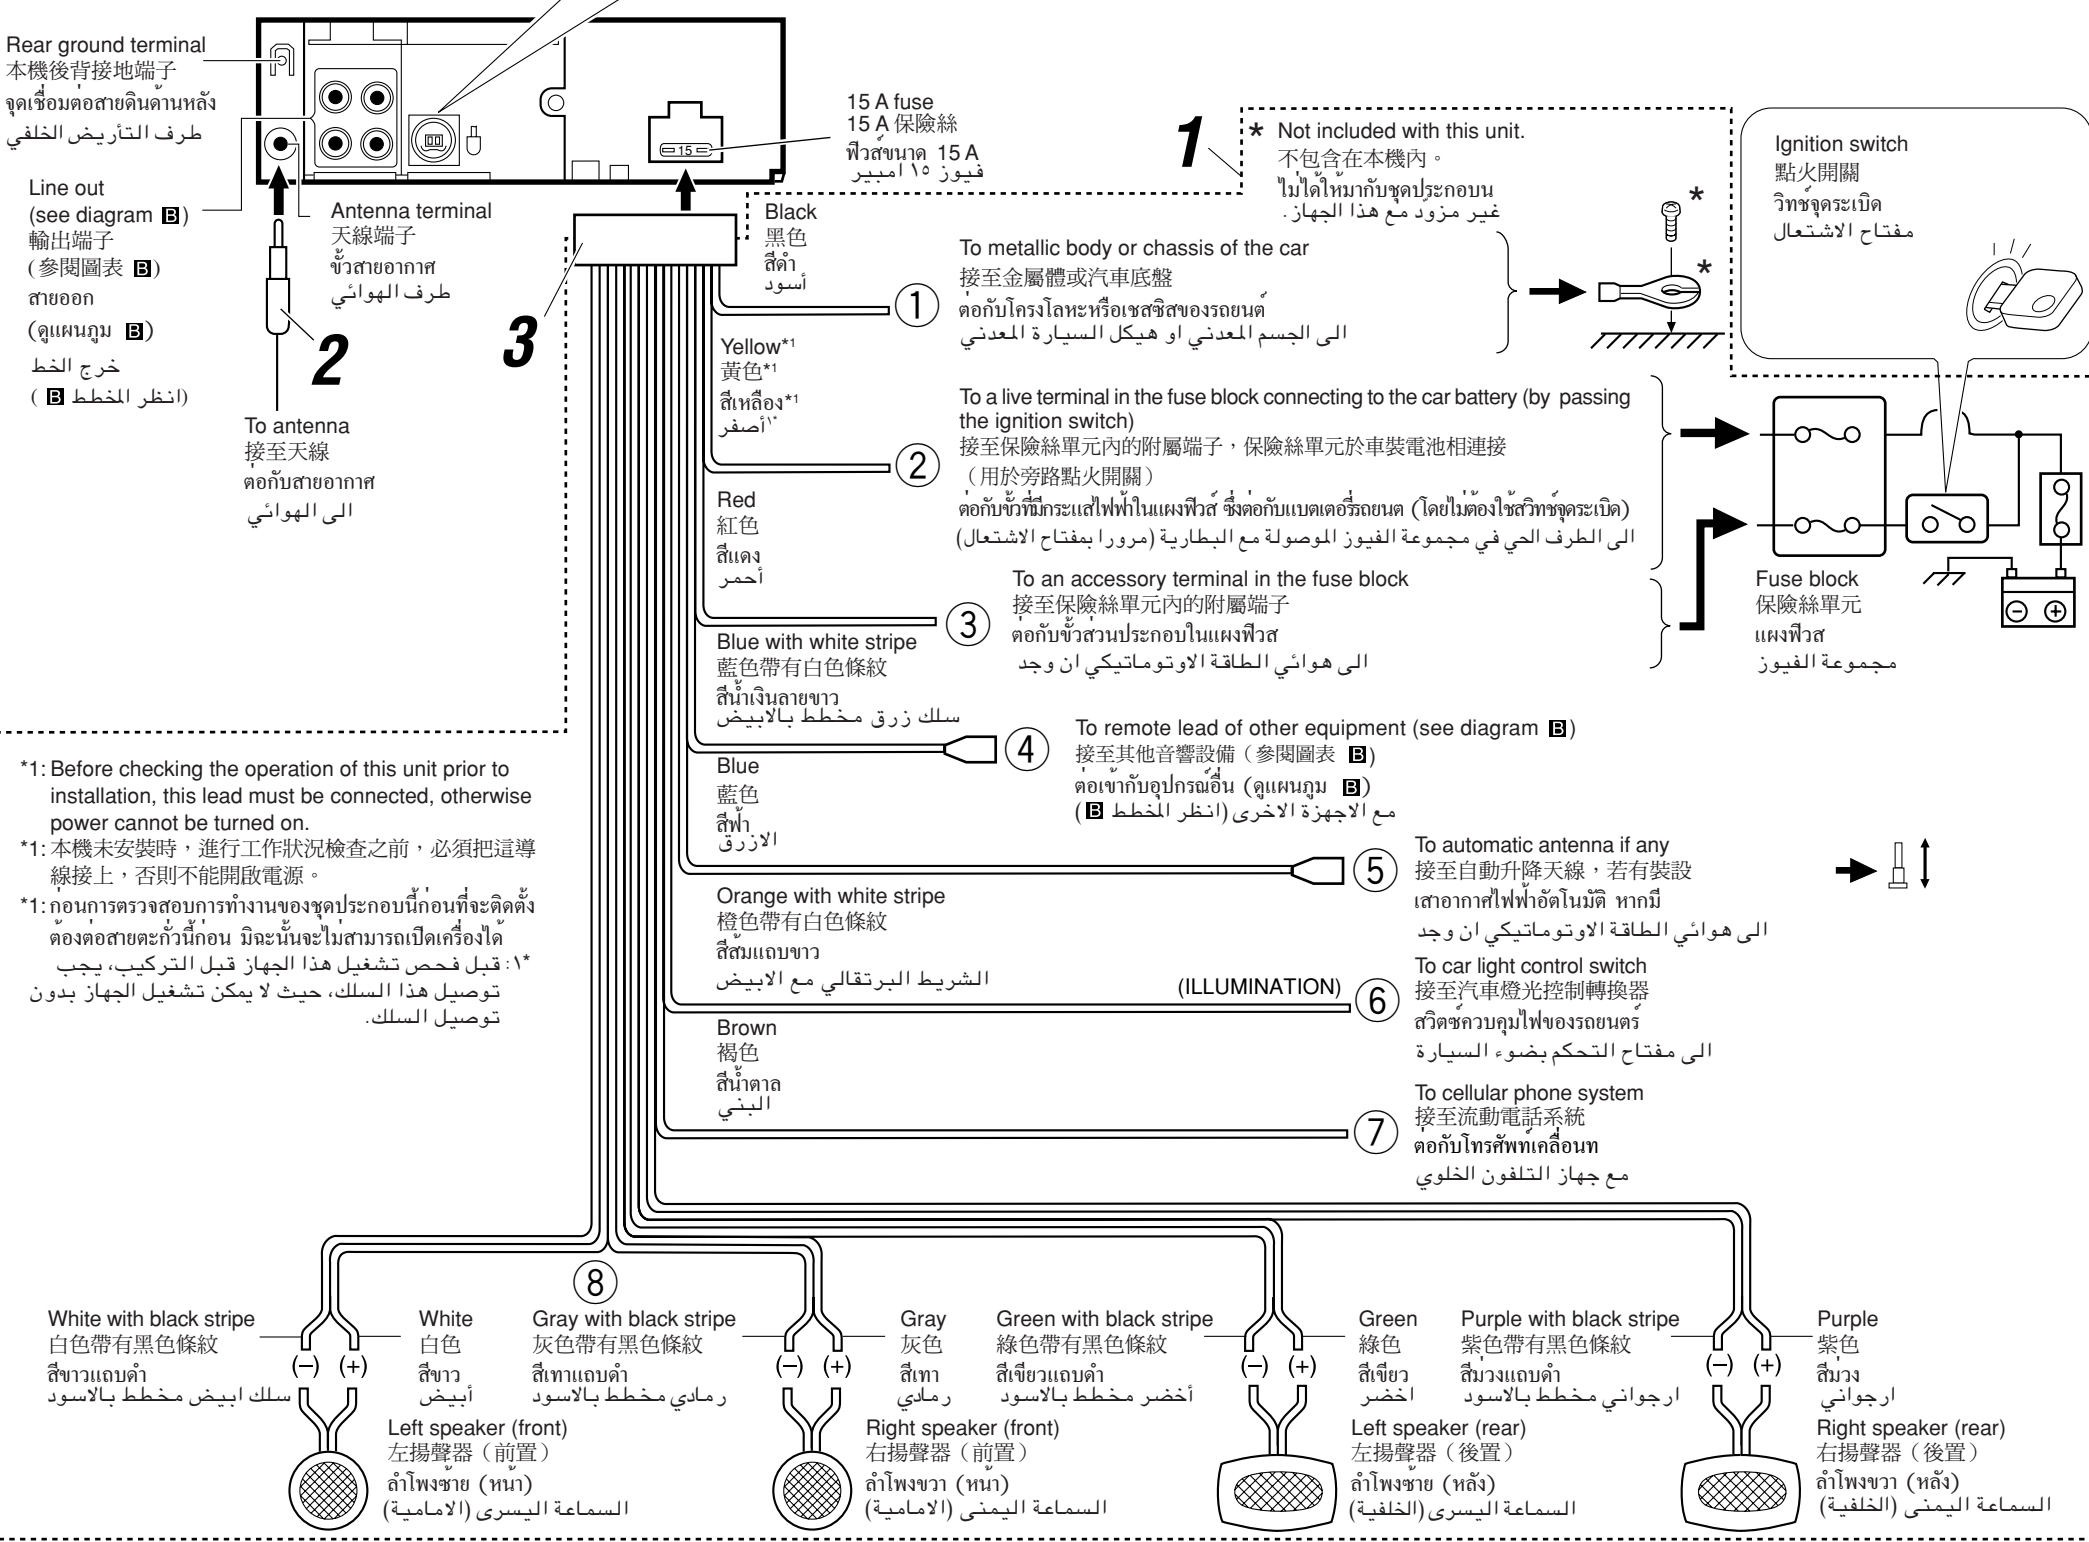 Rear ground terminal
本機後背接地端子
จุดเชื่อมต่อสายดินด้านหลัง
طرف التأريض الخلفي
15 A fuse
15 A 保險絲
ฟิวส์ขนาด 15 A
فيوز ١٥ امبير
15
1
* Not included with this unit.
不包含在本機內。
ไม่ได้ให้มากับชุดประกอบน
غير مزود مع هذا الجهاز.
*
*
Ignition switch
點火開關
วิทช์จุดระเบิด
مفتاح الاشتعال
Line out
(see diagram B)
輸出端子
(參閱圖表 B)
สายออก
(ดูแผนภูม B)
خرج الخط
(انظر المخطط B)
Antenna terminal
天線端子
ขั้วสายอากาศ
طرف الهوائي
2
To antenna
接至天線
ต่อกับสายอากาศ
الى الهوائي
3
Black
黑色
สีดำ
أسود
1
To metallic body or chassis of the car
接至金屬體或汽車底盤
ต่อกับโครงโลหะหรือเชสซิสของรถยนต์
الى الجسم المعدني او هيكل السيارة المعدني
Yellow*1
黃色*1
สีเหลือง*1
أصفر*١
2
To a live terminal in the fuse block connecting to the car battery (by passing
the ignition switch)
接至保險絲單元內的附屬端子，保險絲單元於車裝電池相連接
（用於旁路點火開關）
ต่อกับขั้วที่มีกระแสไฟฟ้าในแผงฟิวส์ ซึ่งต่อกับแบตเตอรี่รถยนต (โดยไม่ต้องใช้สวิทช์จุดระเบิด)
الى الطرف الحي في مجموعة الفيوز الموصولة مع البطارية (مرورا بمفتاح الاشتعال)
Red
紅色
สีแดง
أحمر
3
To an accessory terminal in the fuse block
接至保險絲單元內的附屬端子
ต่อกับขั้วส่วนประกอบในแผงฟิวส
الى هوائي الطاقة الاوتوماتيكي ان وجد
Fuse block
保險絲單元
แผงฟิวส
مجموعة الفيوز
Blue with white stripe
藍色帶有白色條紋
สีน้ำเงินลายขาว
سلك زرق مخطط بالابيض
4
To remote lead of other equipment (see diagram B)
接至其他音響設備（參閱圖表 B)
ต่อเข้ากับอุปกรณ์อื่น (ดูแผนภูม B)
مع الاجهزة الاخرى (انظر المخطط B)
Blue
藍色
สีฟ้า
الازرق
5
To automatic antenna if any
接至自動升降天線，若有裝設
เสาอากาศไฟฟ้าอัตโนมัติ หากมี
الى هوائي الطاقة الاوتوماتيكي ان وجد
Orange with white stripe
橙色帶有白色條紋
สีส้มแถบขาว
الشريط البرتقالي مع الابيض
(ILLUMINATION)
6
To car light control switch
接至汽車燈光控制轉換器
สวิตซ์ควบคุมไฟของรถยนตร์
الى مفتاح التحكم بضوء السيارة
Brown
褐色
สีน้ำตาล
البني
7
To cellular phone system
接至流動電話系統
ต่อกับโทรศัพท์เคลื่อนท
مع جهاز التلفون الخلوي
*1: Before checking the operation of this unit prior to
installation, this lead must be connected, otherwise
power cannot be turned on.
*1: 本機未安裝時，進行工作狀況檢查之前，必須把這導
線接上，否則不能開啟電源。
*1: ก่อนการตรวจสอบการทำงานของชุดประกอบนี้ก่อนที่จะติดตั้ง
ต้องต่อสายตะกั่วนี้ก่อน มิฉะนั้นจะไม่สามารถเปิดเครื่องได้
*١: قبل فحص تشغيل هذا الجهاز قبل التركيب، يجب
توصيل هذا السلك، حيث لا يمكن تشغيل الجهاز بدون
توصيل السلك.
8
White with black stripe
白色帶有黑色條紋
สีขาวแถบดำ
سلك ابيض مخطط بالاسود
(−) (+)
White
白色
สีขาว
أبيض
Left speaker (front)
左揚聲器（前置）
ลำโพงซ้าย (หน้า)
السماعة اليسرى (الامامية)
Gray with black stripe
灰色帶有黑色條紋
สีเทาแถบดำ
رمادي مخطط بالاسود
(−) (+)
Gray
灰色
สีเทา
رمادي
Right speaker (front)
右揚聲器（前置）
ลำโพงขวา (หน้า)
السماعة اليمنى (الامامية)
Green with black stripe
綠色帶有黑色條紋
สีเขียวแถบดำ
أخضر مخطط بالاسود
(−) (+)
Green
綠色
สีเขียว
اخضر
Left speaker (rear)
左揚聲器（後置）
ลำโพงซ้าย (หลัง)
السماعة اليسرى (الخلفية)
Purple with black stripe
紫色帶有黑色條紋
สีม่วงแถบดำ
ارجواني مخطط بالاسود
(−) (+)
Purple
紫色
สีม่วง
ارجواني
Right speaker (rear)
右揚聲器（後置）
ลำโพงขวา (หลัง)
السماعة اليمنى (الخلفية)